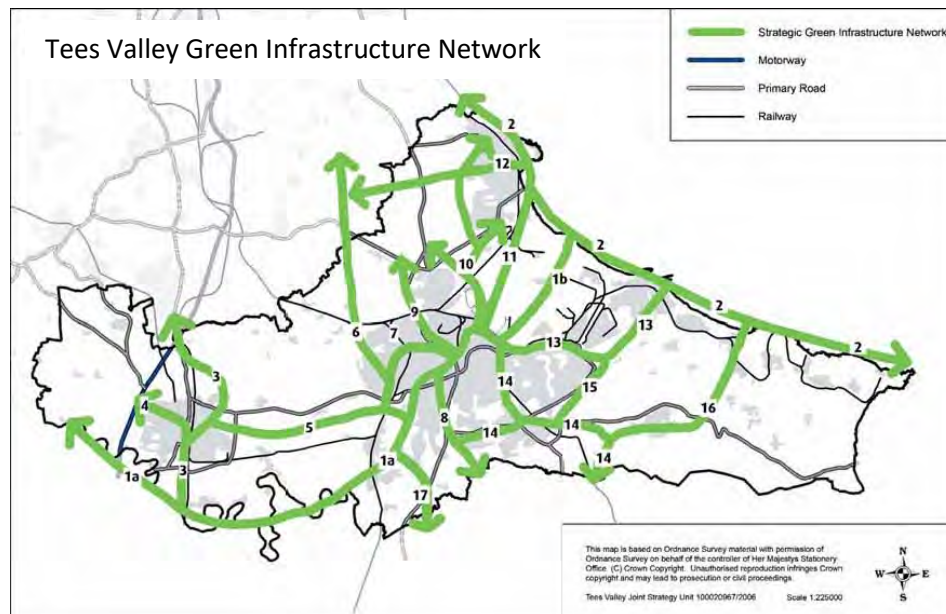 Tees Valley Green Infrastructure Network
Strategic Green Infrastructure Network
Motorway
Primary Road
Railway
2
12
2
10
11
1b
2
9
6
7
13
2
13
2
3
14
15
4
5
8
16
14
14
14
1a
3
1a
17
This map is based on Ordnance Survey material with permission of
Ordnance Survey on behalf of the controller of Her Majestys Stationery
Office. (C) Crown Copyright. Unauthorised reproduction infringes Crown
copyright and may lead to prosecution or civil proceedings.
Tees Valley Joint Strategy Unit 100020967/2006 Scale 1:225000
N
W E
S